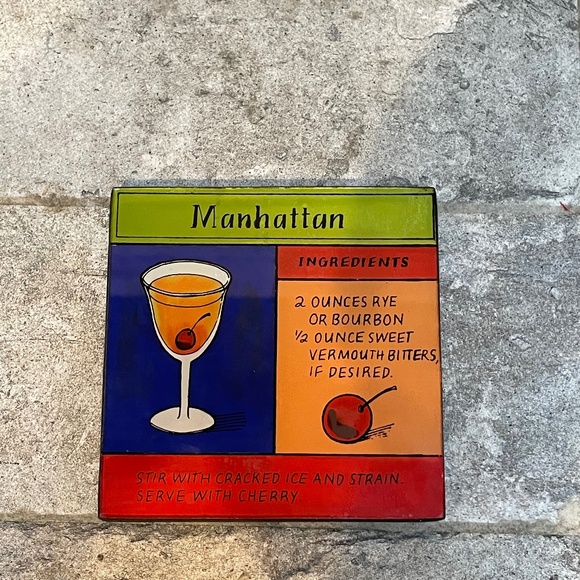 Manhattan
INGREDIENTS
2 OUNCES RYE
OR BOURBON
½ OUNCE SWEET
VERMOUTH BITTERS,
IF DESIRED.
STIR WITH CRACKED ICE AND STRAIN.
SERVE WITH CHERRY